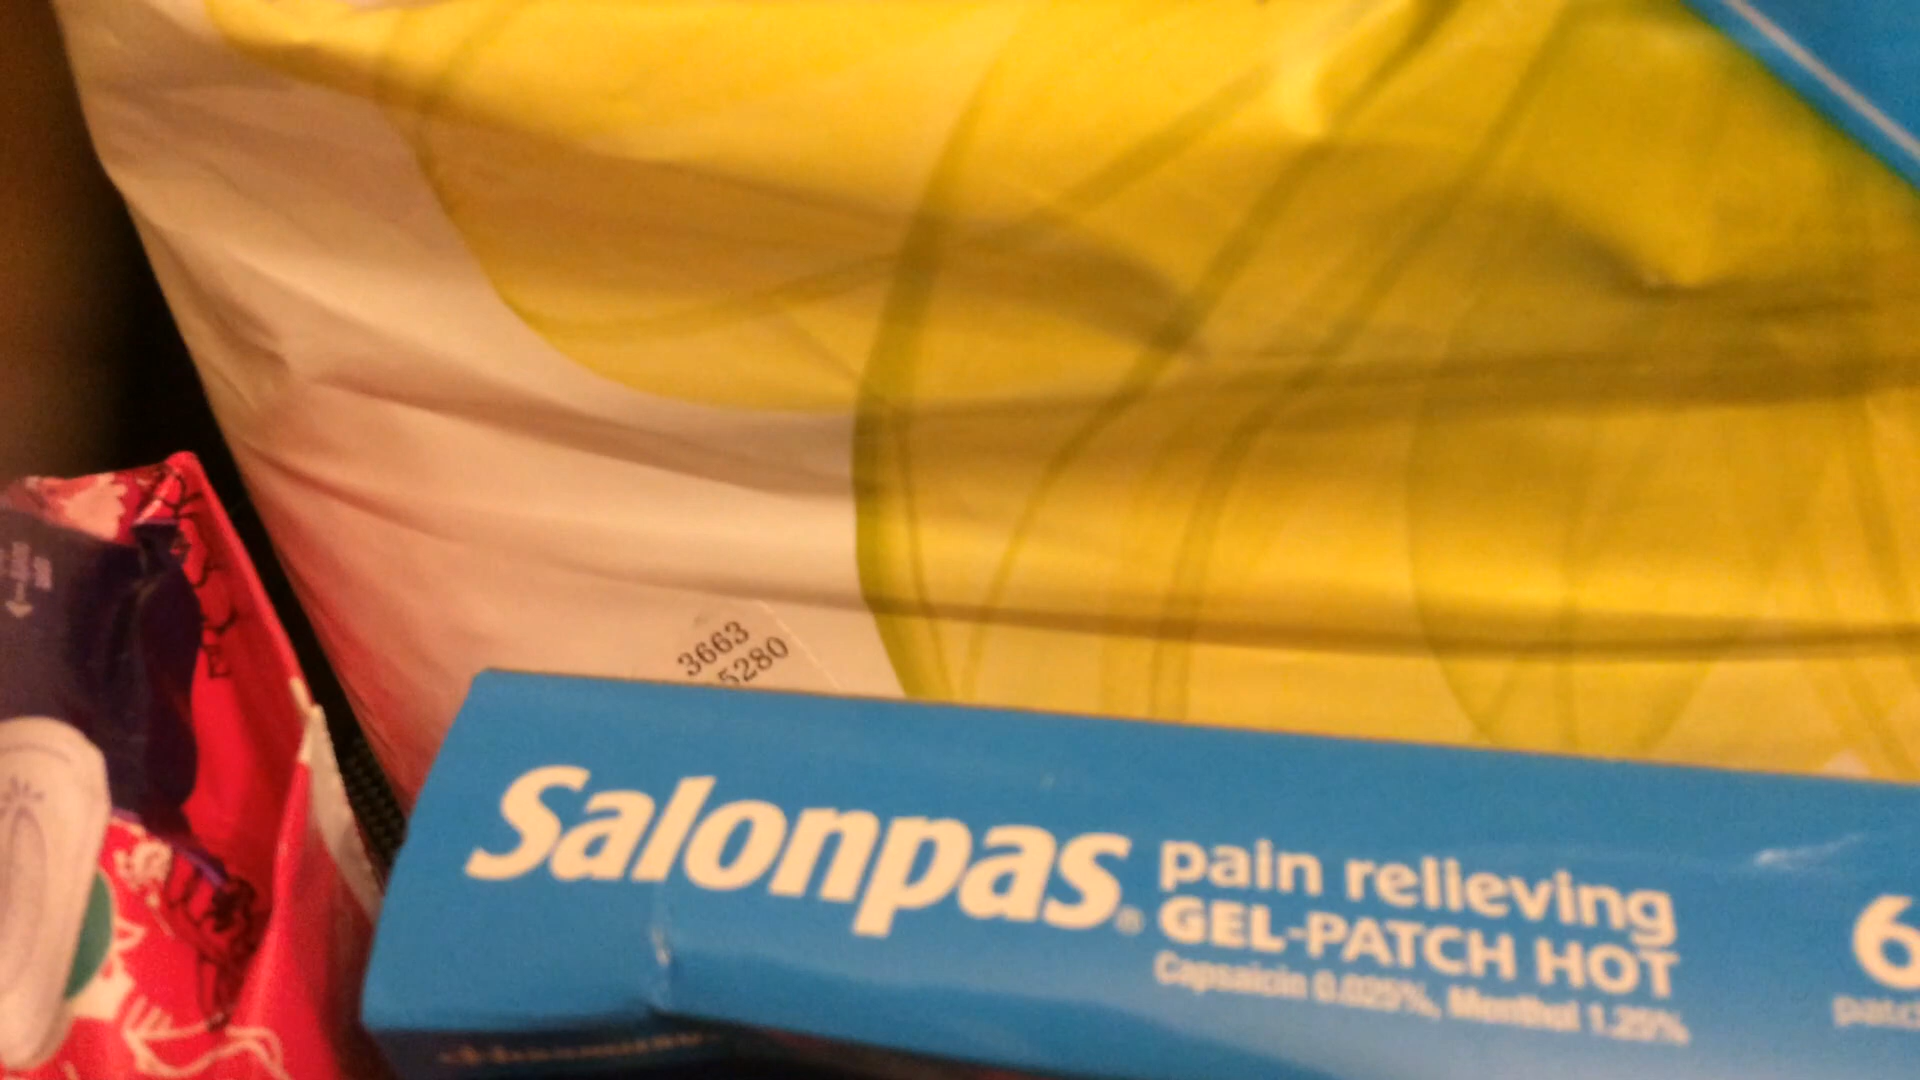 3663
5280
Salonpas®
pain relieving
GEL-PATCH HOT
Capsaicin 0.025%, Menthol 1.25%
6